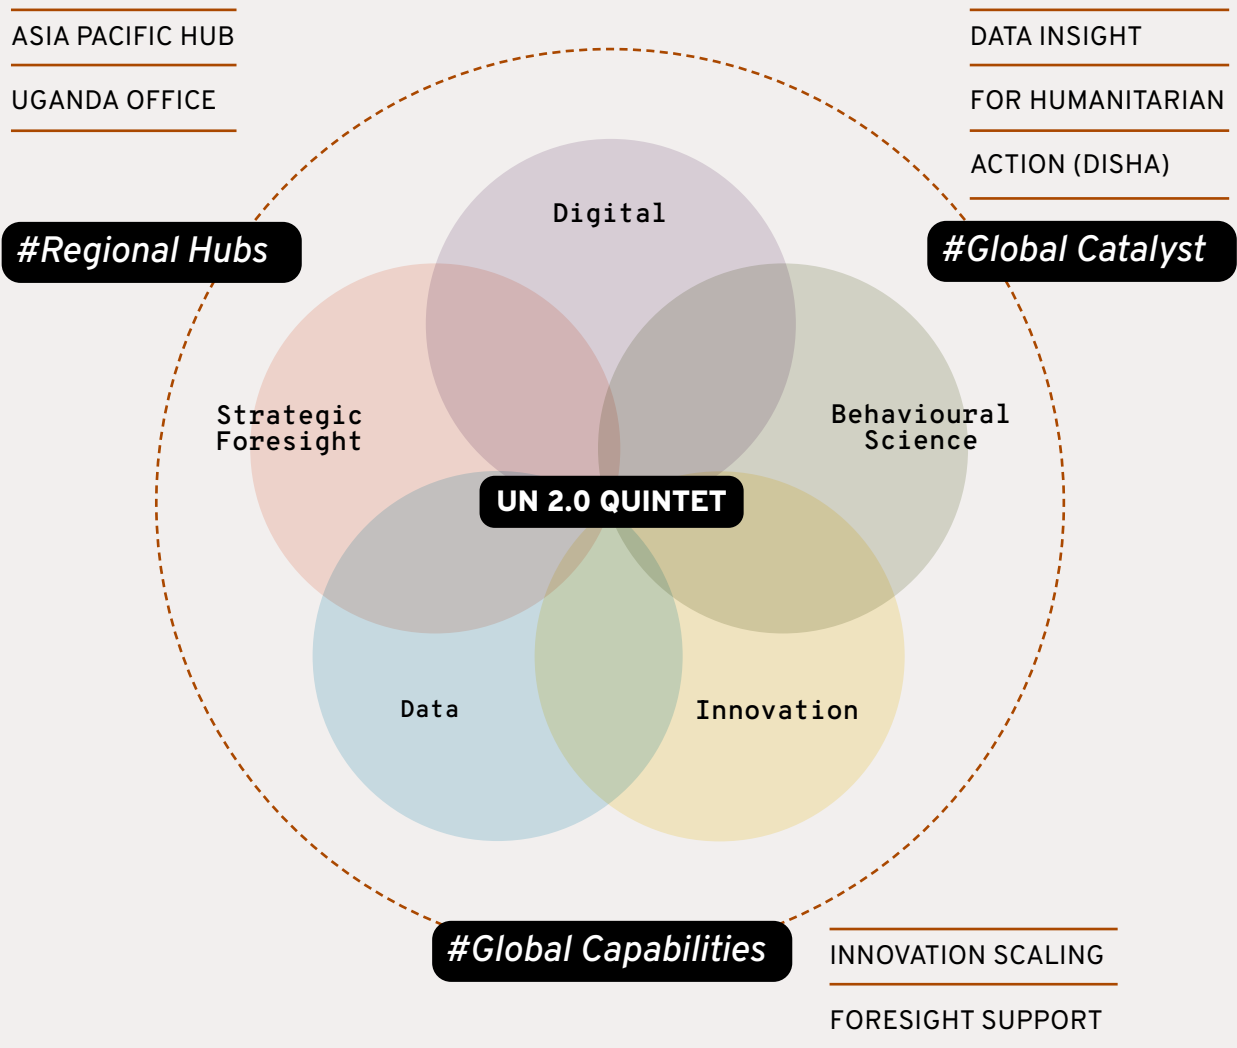 ASIA PACIFIC HUB
UGANDA OFFICE
#Regional Hubs
DATA INSIGHT
FOR HUMANITARIAN
ACTION (DISHA)
#Global Catalyst
Digital
Strategic
Foresight
Behavioural
Science
UN 2.0 QUINTET
Data
Innovation
#Global Capabilities
INNOVATION SCALING
FORESIGHT SUPPORT